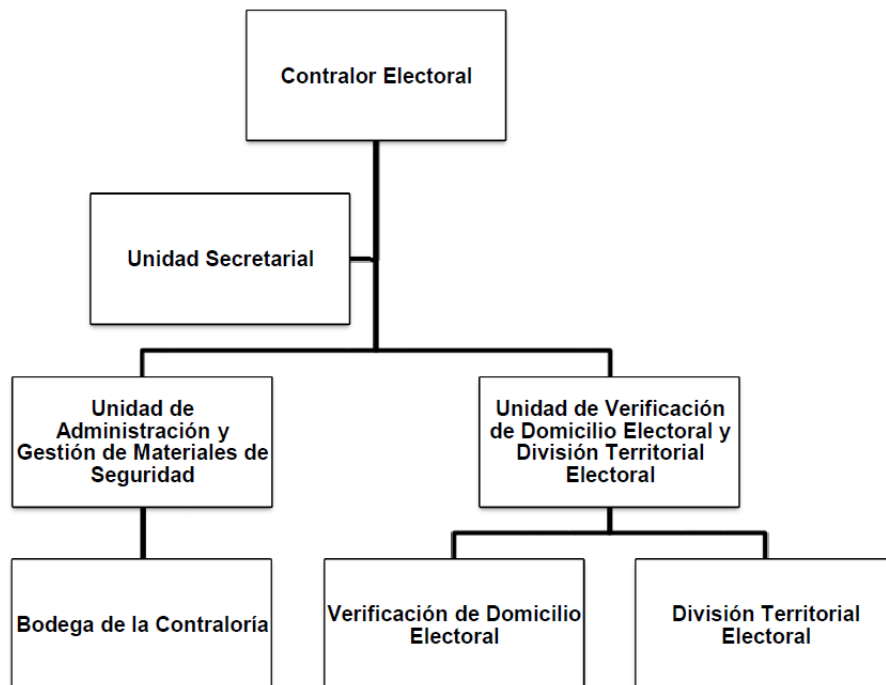 Contralor Electoral
Unidad Secretarial
Unidad de
Administración y
Gestión de Materiales de
Seguridad
Unidad de Verificación
de Domicilio Electoral y
División Territorial
Electoral
Bodega de la Contraloría
Verificación de Domicilio
Electoral
División Territorial
Electoral